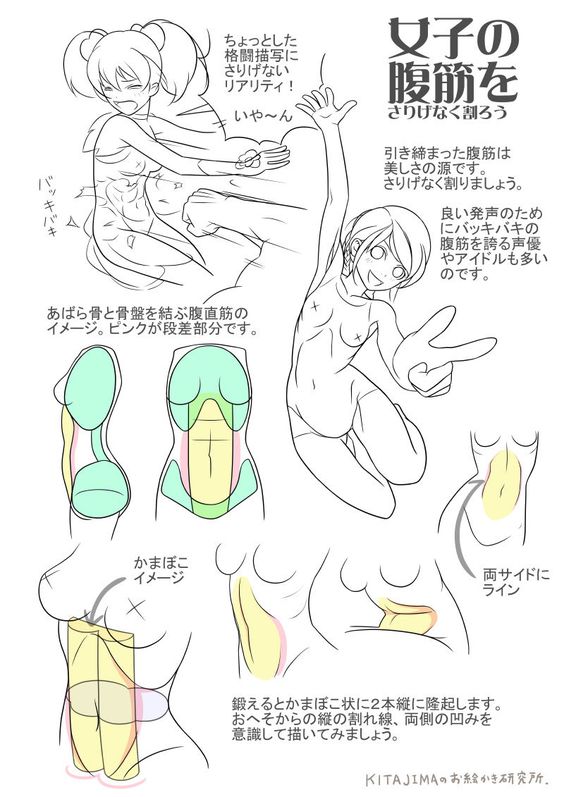 女子の
腹筋を
さりげなく割ろう
ちょっとした
格闘描写に
さりげない
リアリティ!
いや~ん
バッキバキ
引き締まった腹筋は
美しさの源です。
さりげなく割りましょう。
良い発声のため
にバッキバキの
腹筋を誇る声優
やアイドルも多い
のです。
あばら骨と骨盤を結ぶ腹直筋の
イメージ。ピンクが段差部分です。
両サイドに
ライン
かまぼこ
イメージ
鍛えるとかまぼこ状に2本縦に隆起します。
おへそからの縦の割れ線、両側の凹みを
意識して描いてみましょう。
KITAJIMAのお絵かき研究所.